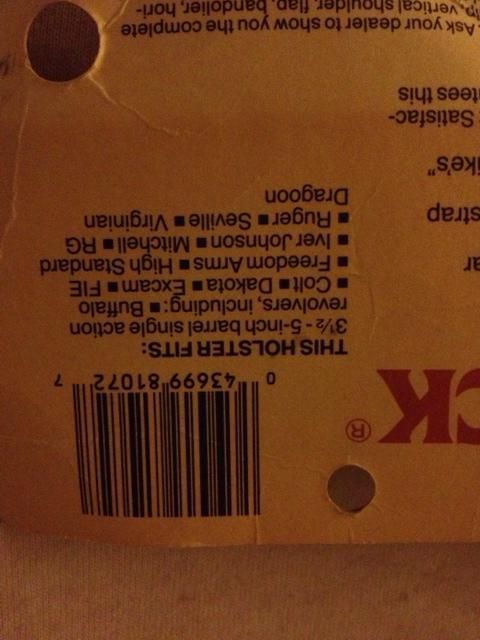 CK®
0 43699 81072 7
THIS HOLSTER FITS:
3½ - 5-inch barrel single action
revolvers, including: ■ Buffalo
■ Colt ■ Dakota ■ Excam ■ FIE
■ Freedom Arms ■ High Standard
■ Iver Johnson ■ Mitchell ■ RG
■ Ruger ■ Seville ■ Virginian
Dragoon
ar
strap
ike's"
Satisfac-
tees this
Ask your dealer to show you the complete
vertical shoulder, flap, bandolier, hori-